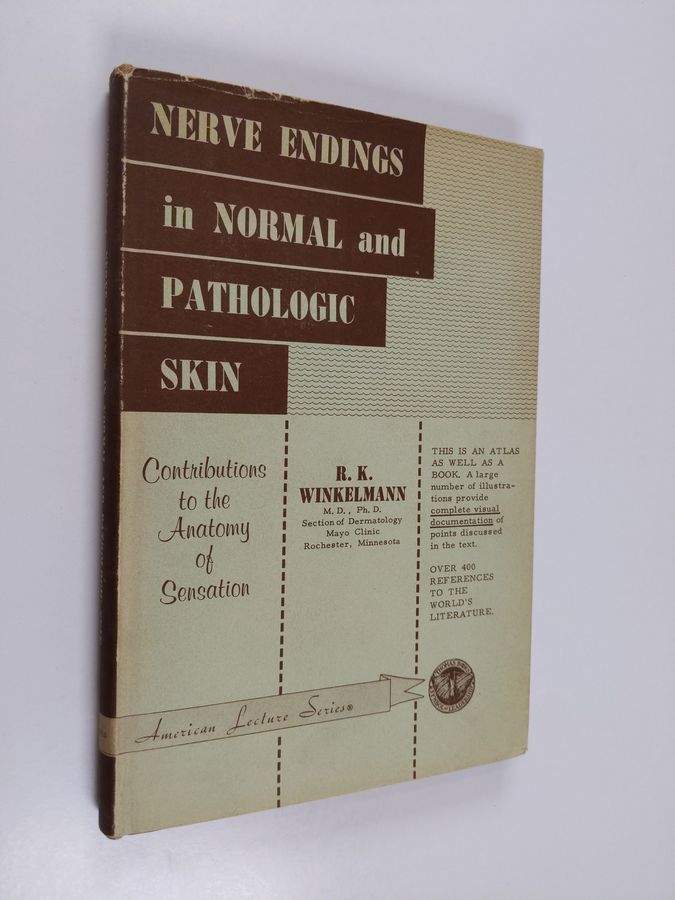 NERVE ENDINGS
in NORMAL and
PATHOLOGIC
SKIN
Contributions
to the
Anatomy
of
Sensation
R. K.
WINKELMANN
M. D., Ph. D.
Section of Dermatology
Mayo Clinic
Rochester, Minnesota
THIS IS AN ATLAS
AS WELL AS A
BOOK. A large
number of illustra-
tions provide
complete visual
documentation of
points discussed
in the text.
OVER 400
REFERENCES
TO THE
WORLD'S
LITERATURE.
American Lecture Series®